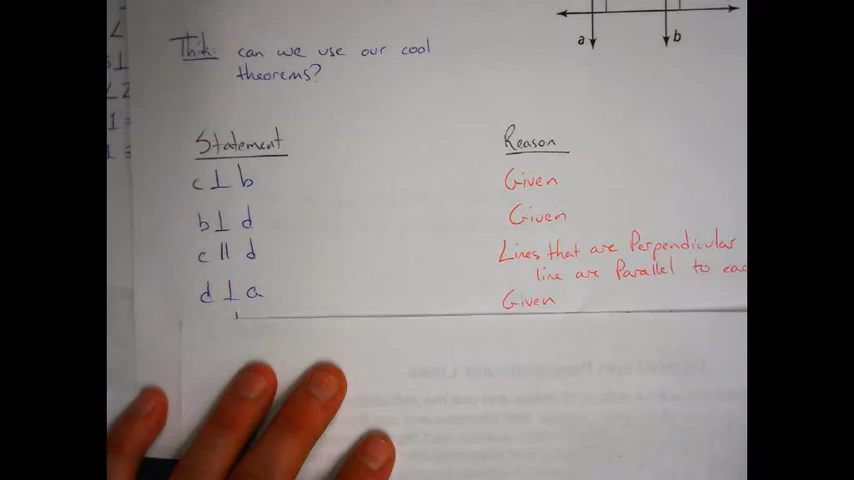 a
b
Think: can we use our cool
theorems?
Statement
Reason
c ⊥ b
Given
b ⊥ d
Given
c || d
Lines that are Perpendicular
line are Parallel to eac
d ⊥ a
Given